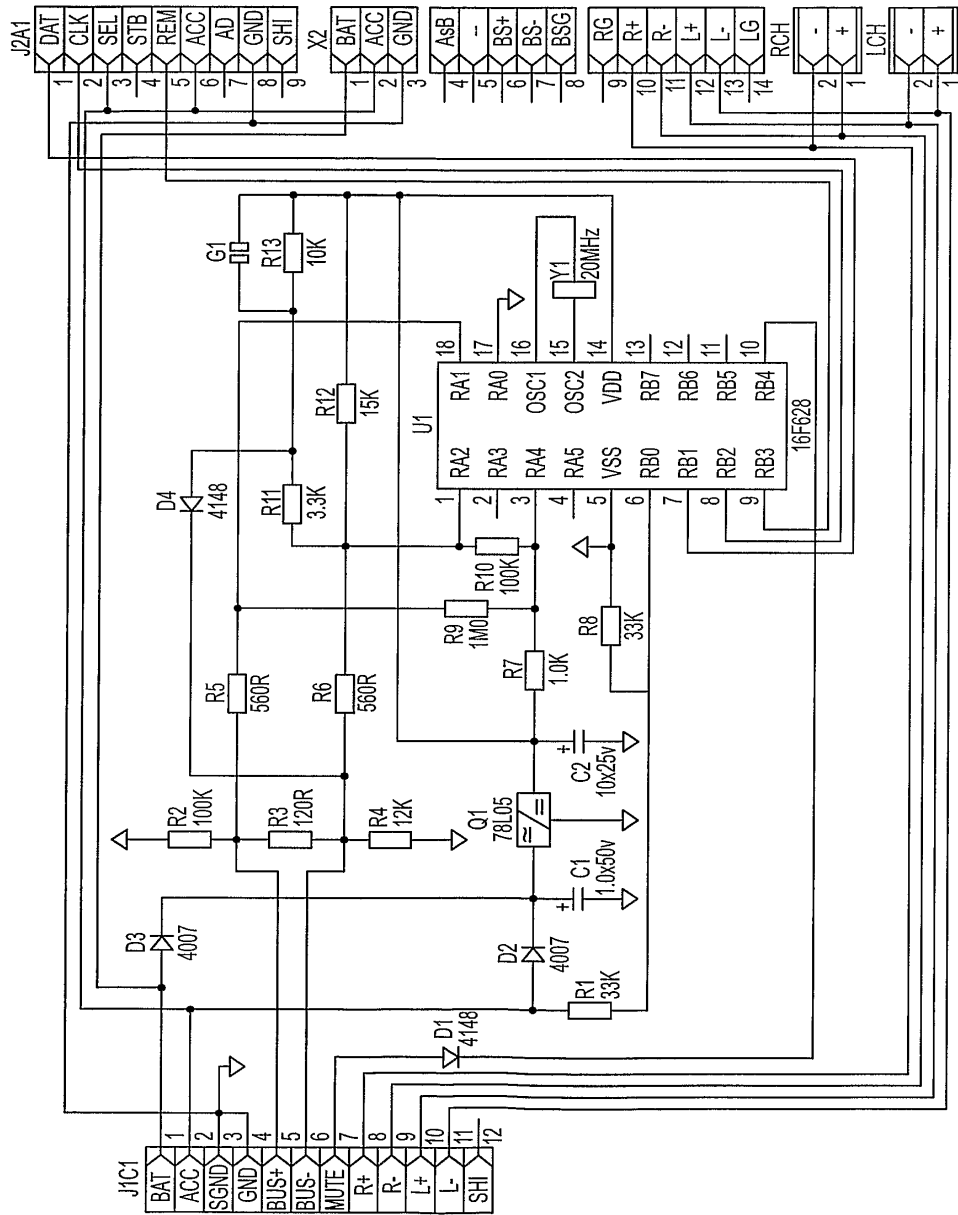 J2A1
DAT 1
CLK 2
SEL 3
STB 4
REM 5
ACC 6
AD 7
GND 8
SHI 9
X2
BAT 1
ACC 2
GND 3
AsB 4
-- 5
BS+ 6
BS- 7
BSG 8
RG 9
R+ 10
R- 11
L+ 12
L- 13
LG 14
RCH
- 2
+ 1
LCH
- 2
+ 1
G1
R13
10K
R12
15K
D4
4148
R11
3.3K
R10
100K
R9
1M0
R5
560R
R6
560R
R7
1.0K
R8
33K
R2
100K
R3
120R
R4
12K
Q1
78L05
C2
10x25v
+
C1
1.0x50v
+
D3
4007
D2
4007
R1
33K
D1
4148
Y1
20MHz
U1
16F628
1 RA2
2 RA3
3 RA4
4 RA5
5 VSS
6 RB0
7 RB1
8 RB2
9 RB3
RA1 18
RA0 17
OSC1 16
OSC2 15
VDD 14
RB7 13
RB6 12
RB5 11
RB4 10
J1C1
BAT 1
ACC 2
SGND 3
GND 4
BUS+ 5
BUS- 6
MUTE 7
R+ 8
R- 9
L+ 10
L- 11
SHI 12